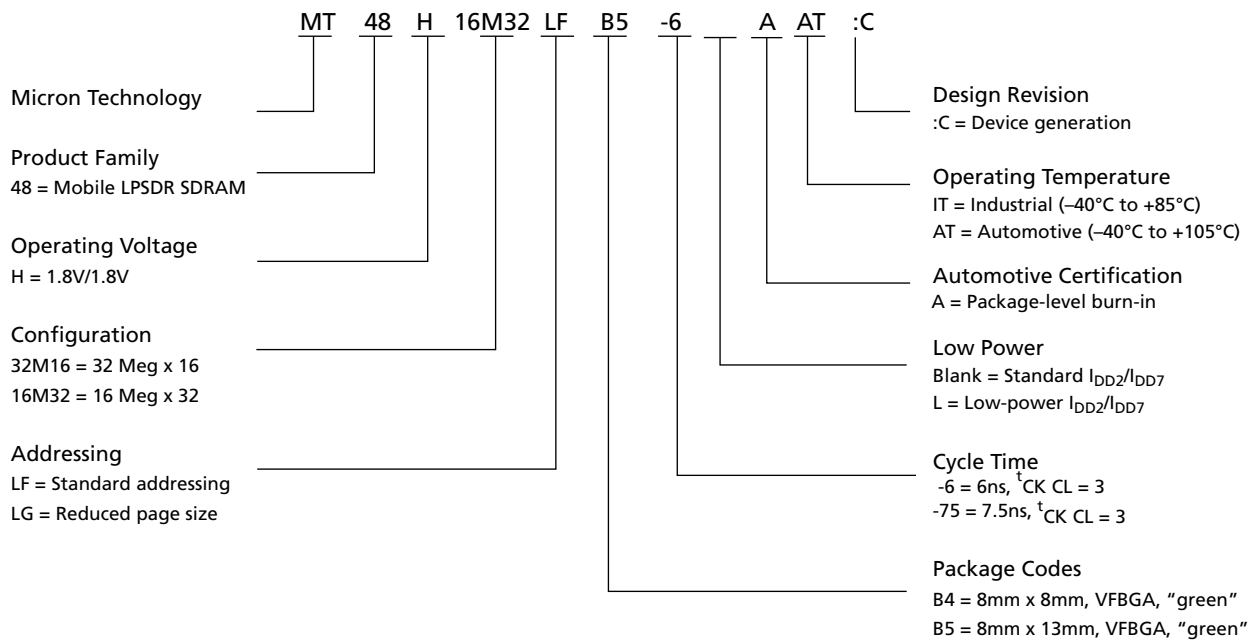 MT 48 H 16M32 LF B5 -6 A AT :C
Micron Technology
Product Family
48 = Mobile LPSDR SDRAM
Operating Voltage
H = 1.8V/1.8V
Configuration
32M16 = 32 Meg x 16
16M32 = 16 Meg x 32
Addressing
LF = Standard addressing
LG = Reduced page size
Design Revision
:C = Device generation
Operating Temperature
IT = Industrial (–40°C to +85°C)
AT = Automotive (–40°C to +105°C)
Automotive Certification
A = Package-level burn-in
Low Power
Blank = Standard IDD2/IDD7
L = Low-power IDD2/IDD7
Cycle Time
-6 = 6ns, tCK CL = 3
-75 = 7.5ns, tCK CL = 3
Package Codes
B4 = 8mm x 8mm, VFBGA, “green”
B5 = 8mm x 13mm, VFBGA, “green”